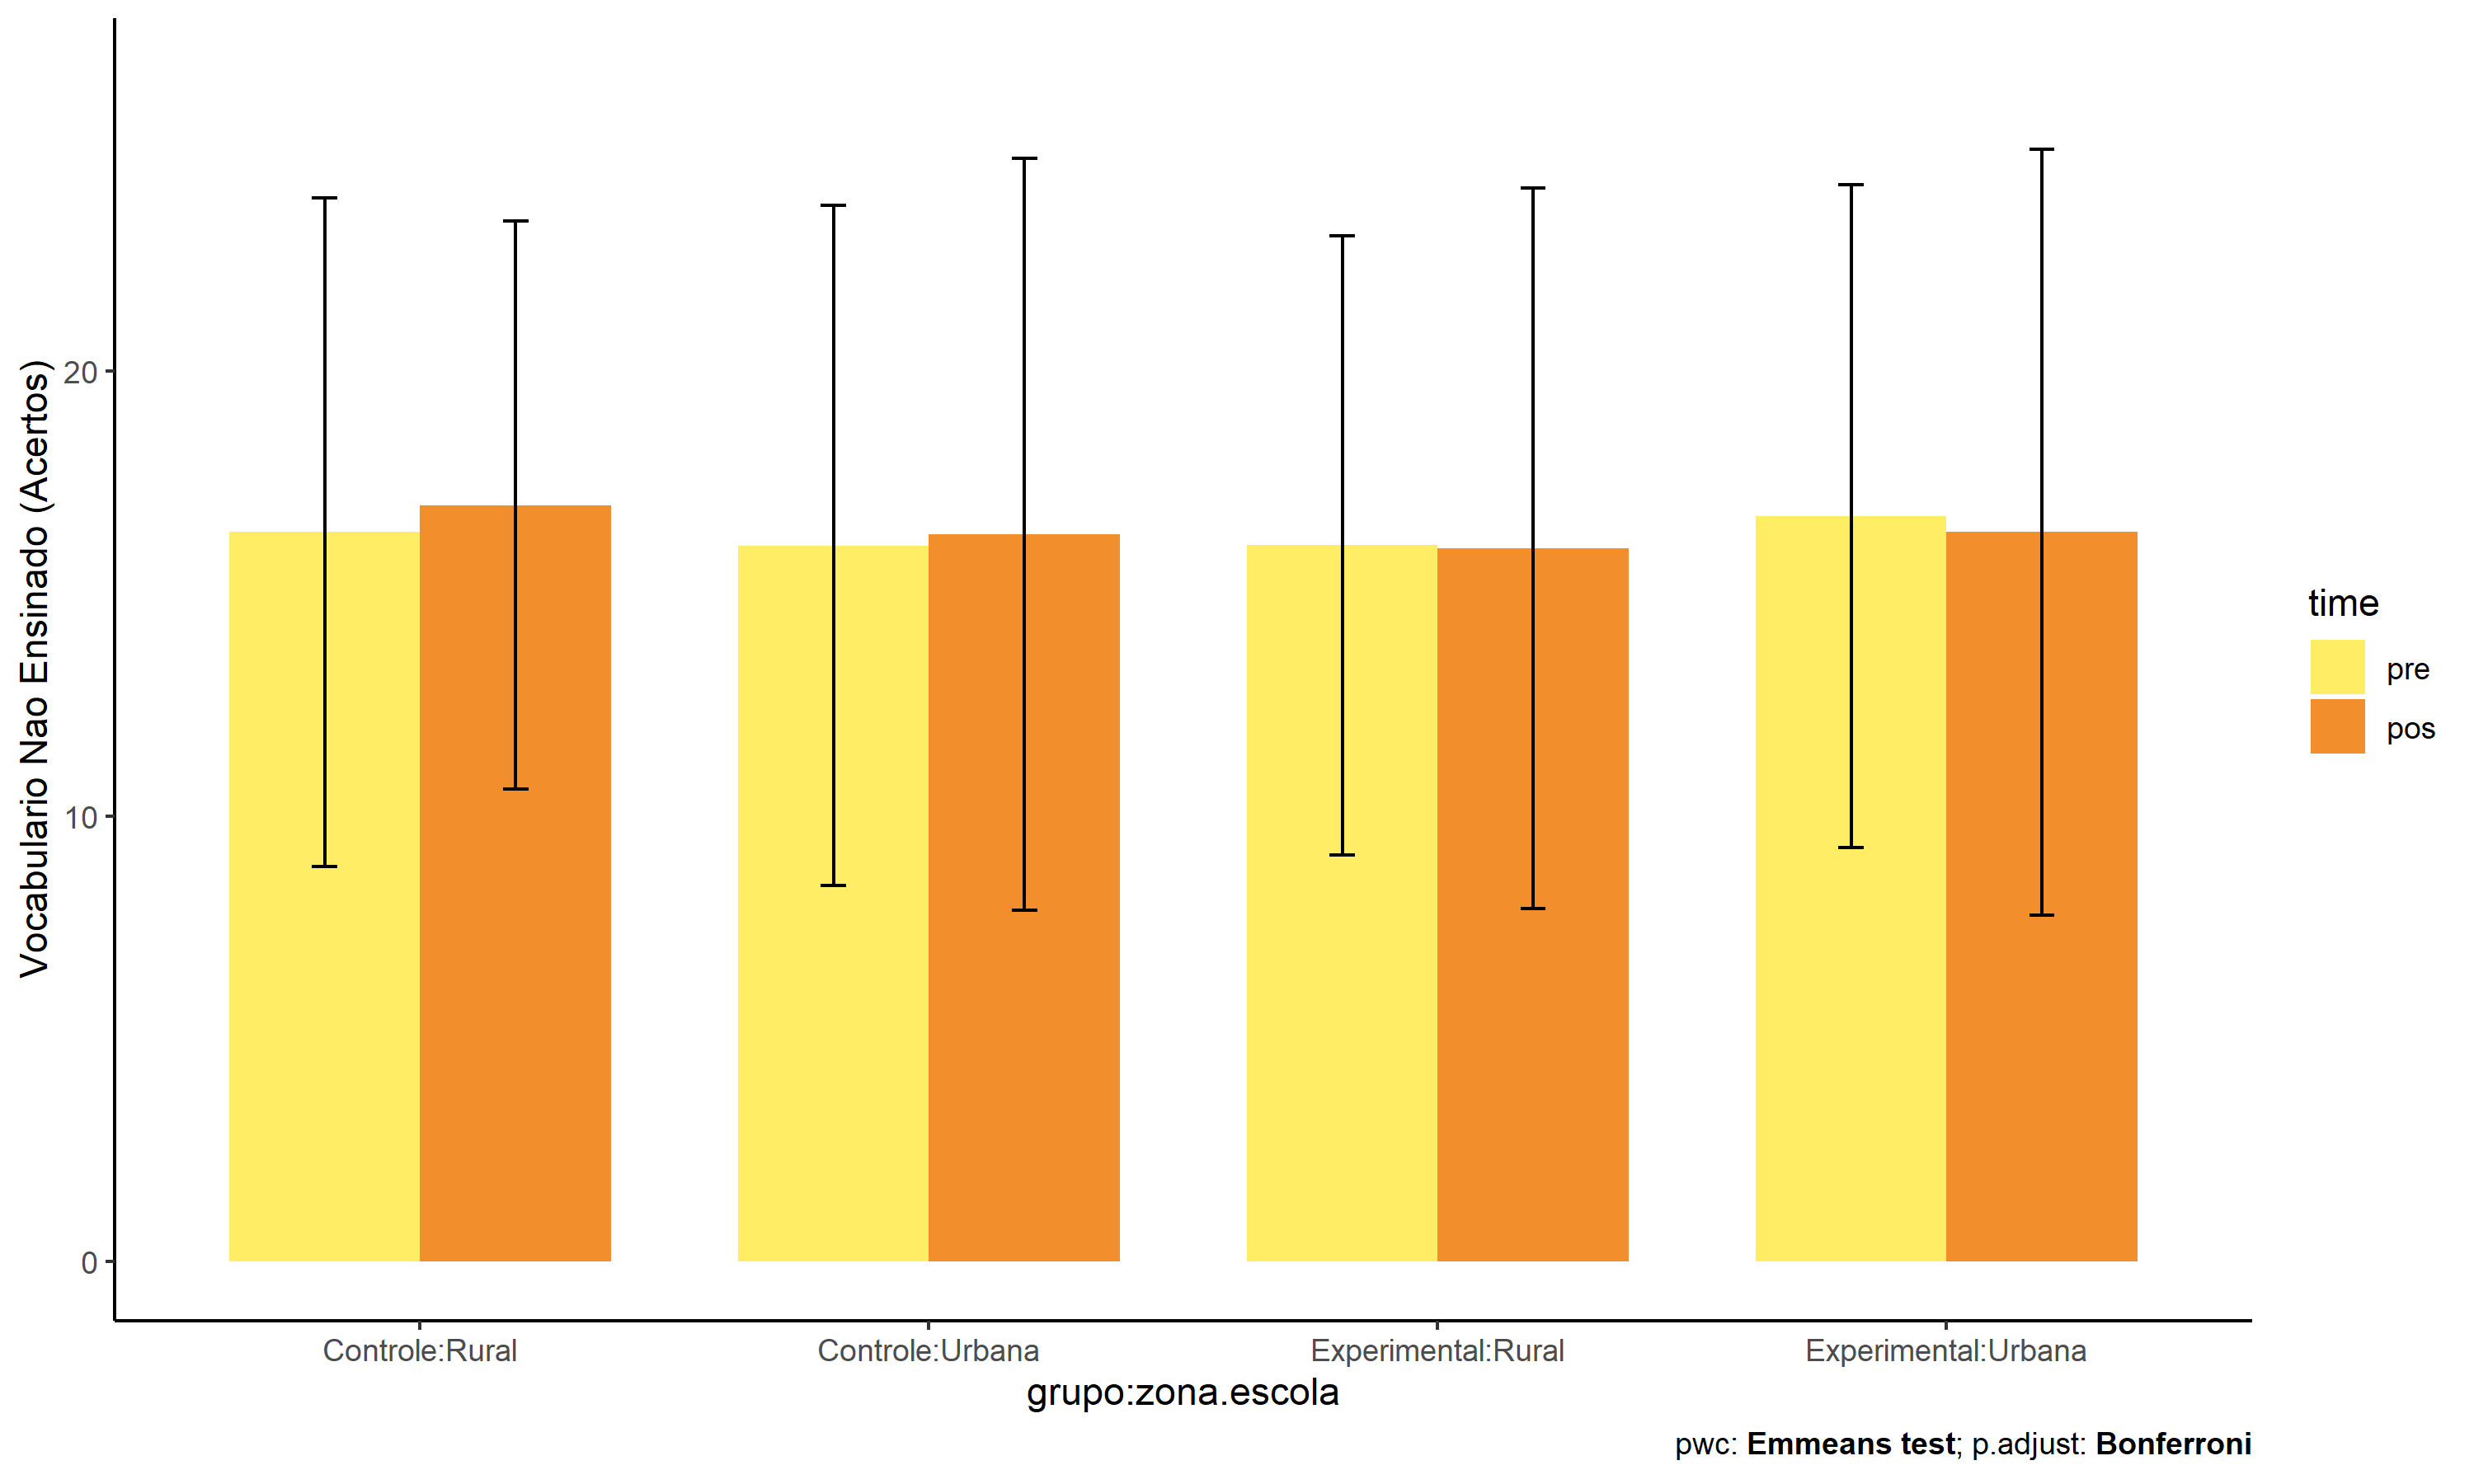 Vocabulario Nao Ensinado (Acertos)
20
10
0
Controle:Rural
Controle:Urbana
Experimental:Rural
Experimental:Urbana
grupo:zona.escola
time
pre
pos
pwc: Emmeans test; p.adjust: Bonferroni